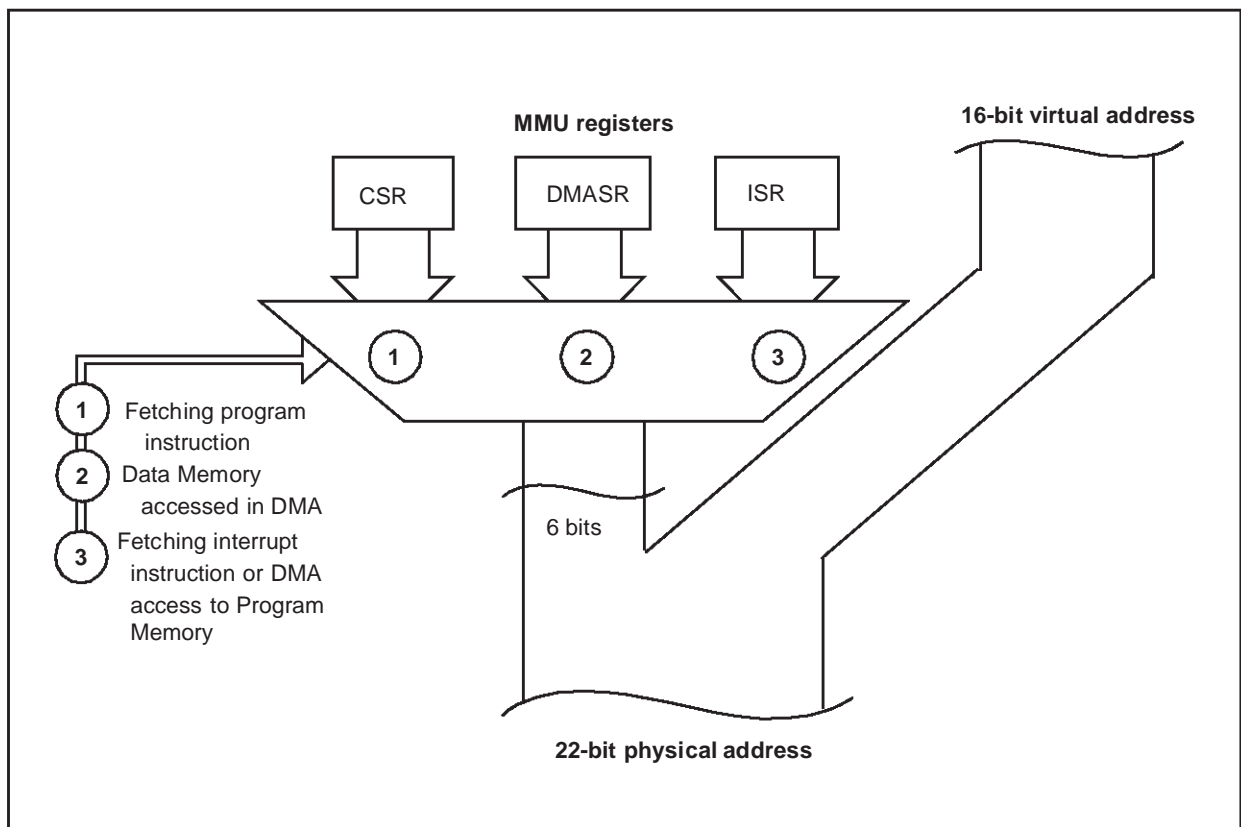 16-bit virtual address
MMU registers
CSR
DMASR
ISR
1
2
3
1
Fetching program
instruction
2
Data Memory
accessed in DMA
3
Fetching interrupt
instruction or DMA
access to Program
Memory
6 bits
22-bit physical address